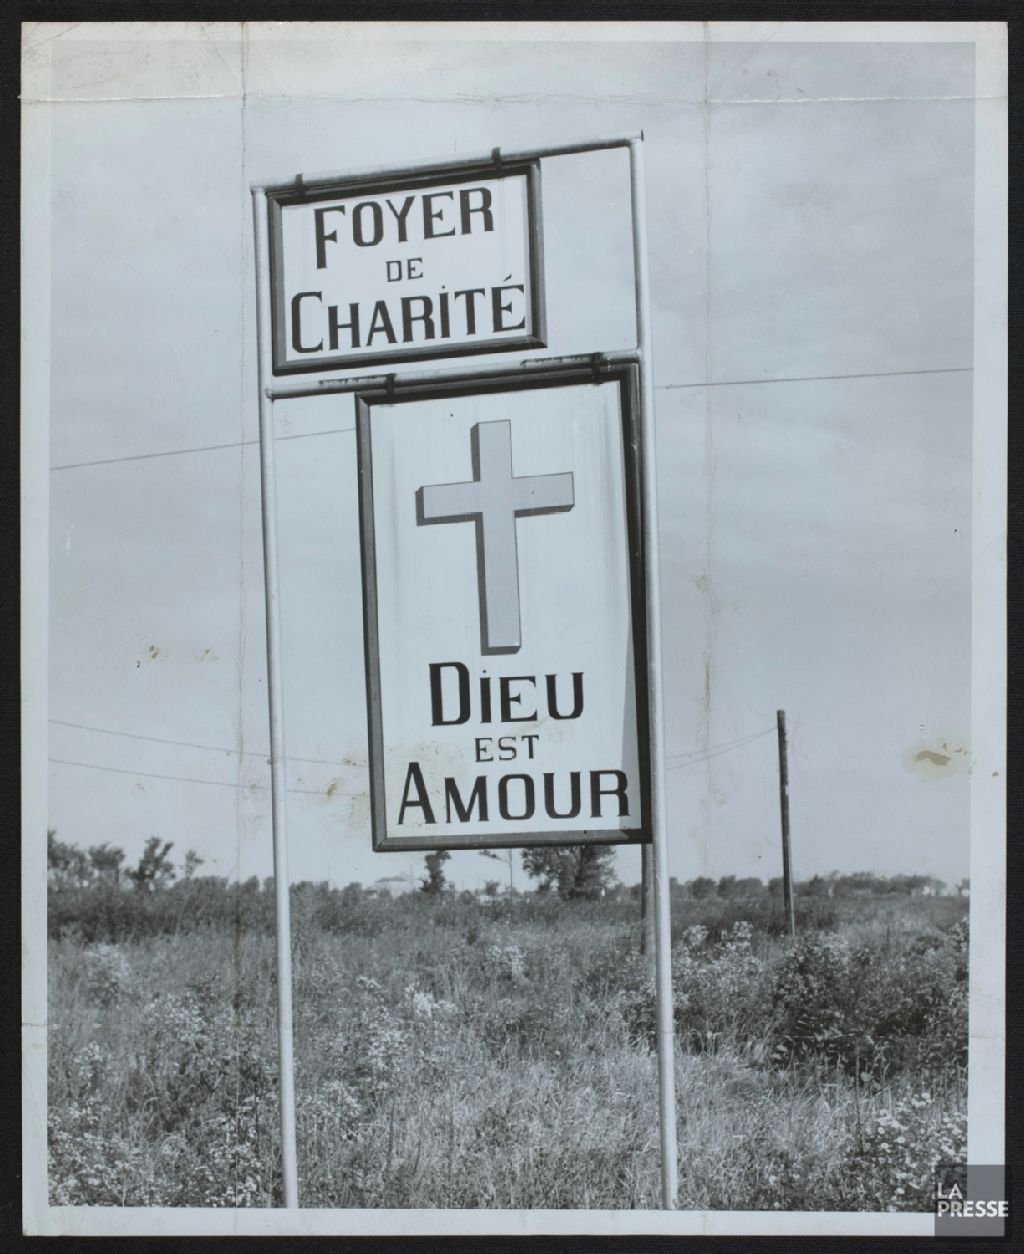 FOYER
DE
CHARITÉ
DIEU
EST
AMOUR
LA
PRESSE